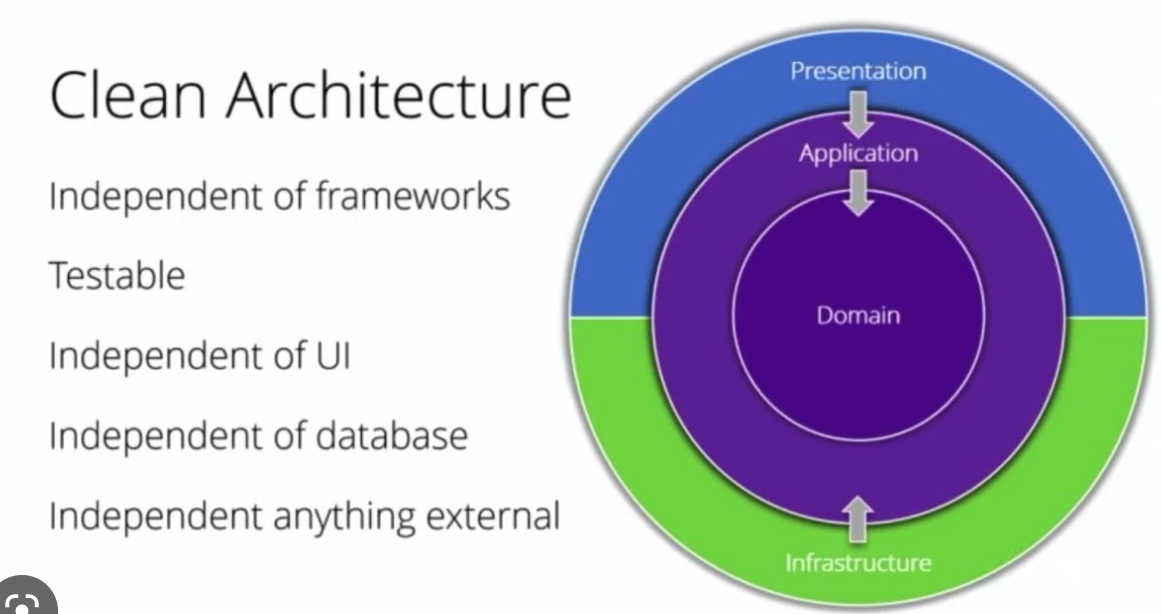 Clean Architecture
Independent of frameworks
Testable
Independent of UI
Independent of database
Independent anything external
Presentation
Application
Domain
Infrastructure